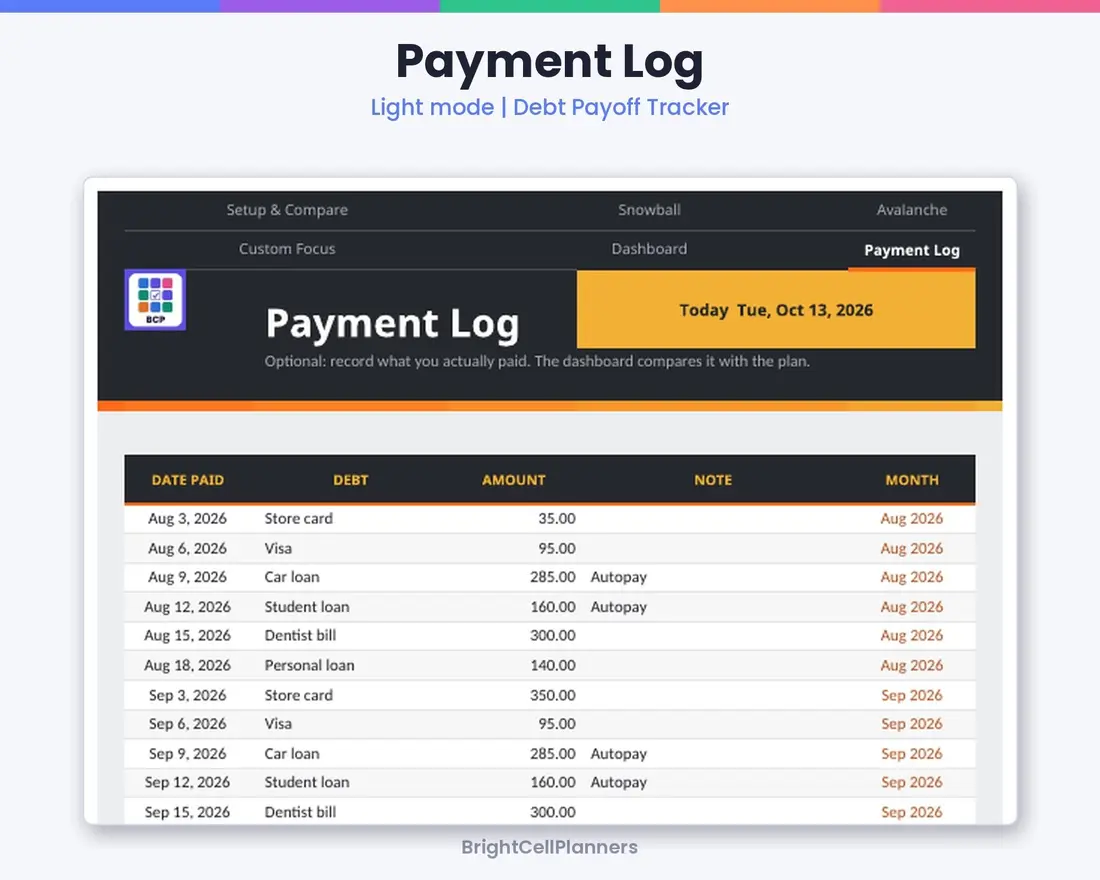 Payment Log
Light mode | Debt Payoff Tracker
Setup & Compare Snowball Avalanche
Custom Focus Dashboard Payment Log
BCP
Today Tue, Oct 13, 2026
Payment Log
Optional: record what you actually paid. The dashboard compares it with the plan.
DATE PAID DEBT AMOUNT NOTE MONTH
Aug 3, 2026 Store card 35.00 Aug 2026
Aug 6, 2026 Visa 95.00 Aug 2026
Aug 9, 2026 Car loan 285.00 Autopay Aug 2026
Aug 12, 2026 Student loan 160.00 Autopay Aug 2026
Aug 15, 2026 Dentist bill 300.00 Aug 2026
Aug 18, 2026 Personal loan 140.00 Aug 2026
Sep 3, 2026 Store card 350.00 Sep 2026
Sep 6, 2026 Visa 95.00 Sep 2026
Sep 9, 2026 Car loan 285.00 Autopay Sep 2026
Sep 12, 2026 Student loan 160.00 Autopay Sep 2026
Sep 15, 2026 Dentist bill 300.00 Sep 2026
BrightCellPlanners